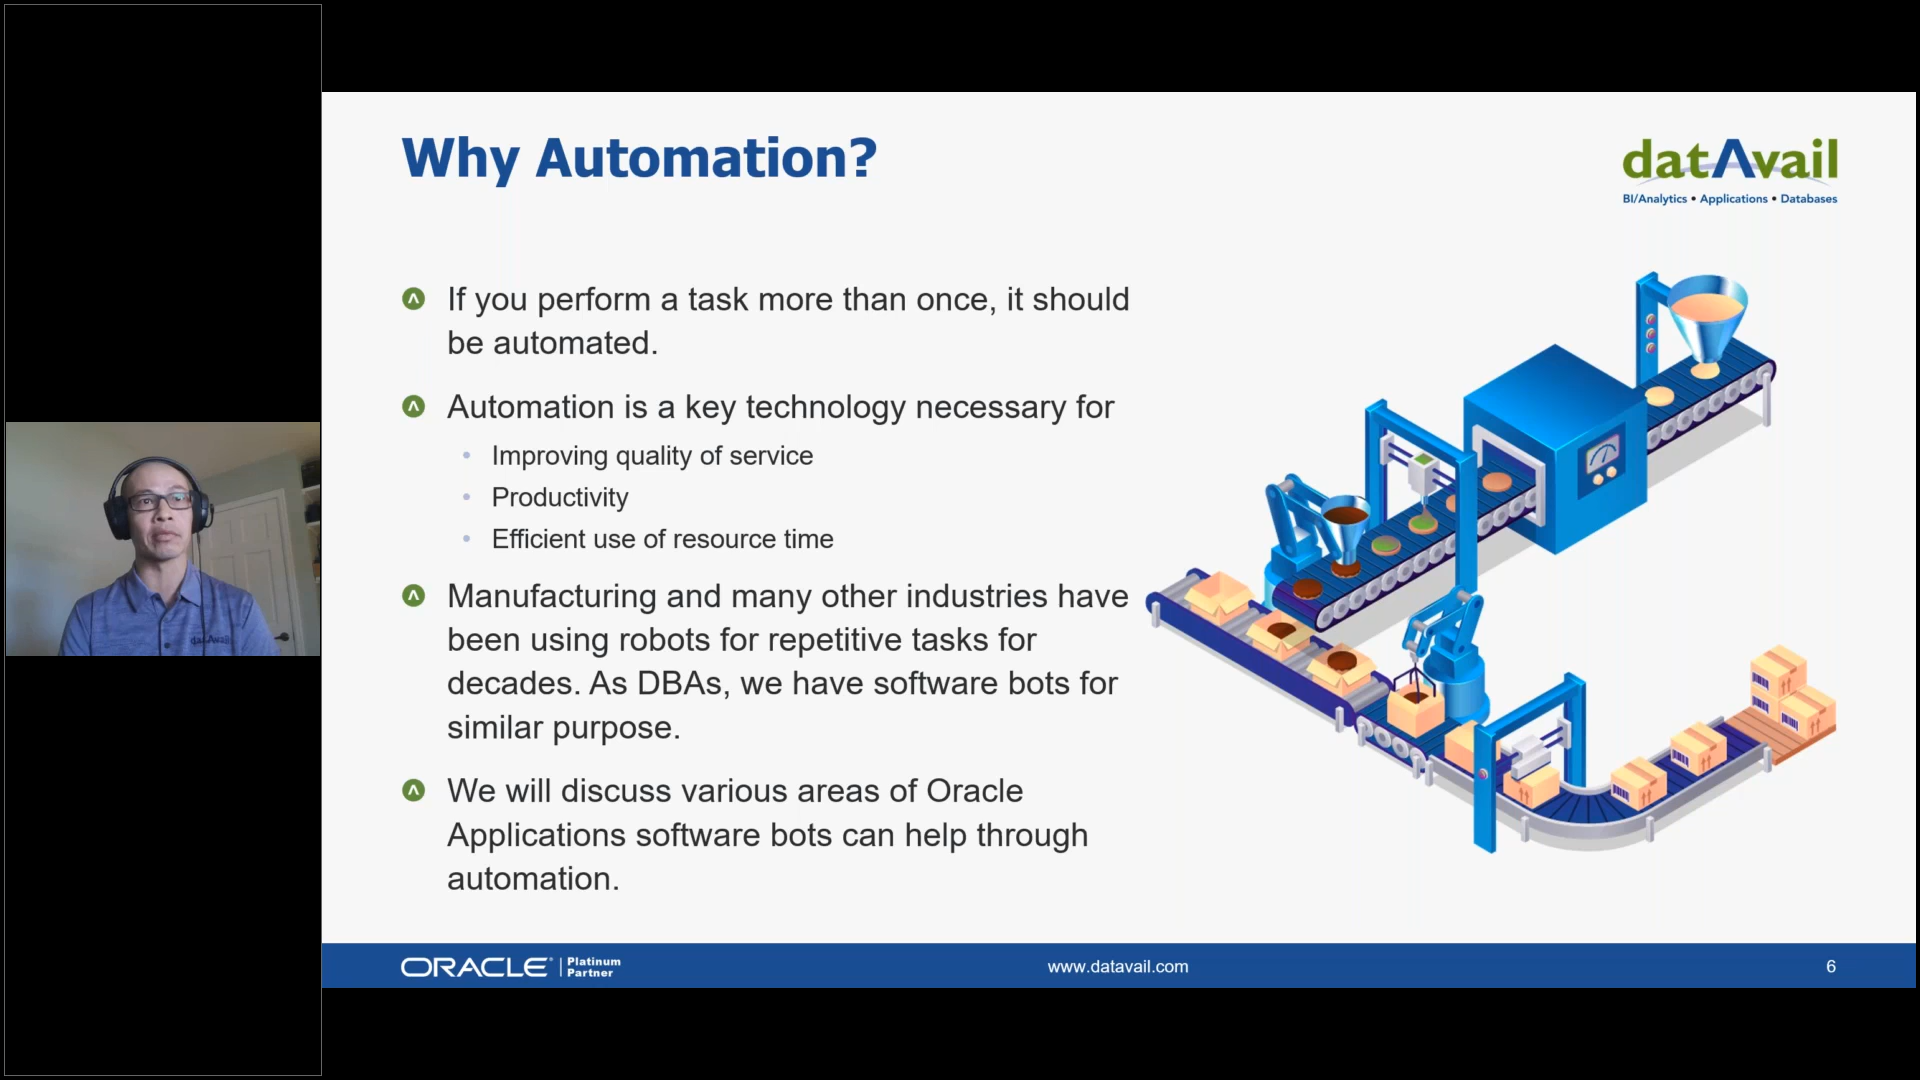 Why Automation?
datAvail
BI/Analytics • Applications • Databases
If you perform a task more than once, it should
be automated.
Automation is a key technology necessary for
• Improving quality of service
• Productivity
• Efficient use of resource time
Manufacturing and many other industries have
been using robots for repetitive tasks for
decades. As DBAs, we have software bots for
similar purpose.
We will discuss various areas of Oracle
Applications software bots can help through
automation.
datAvail
ORACLE® | Platinum
Partner
www.datavail.com
6